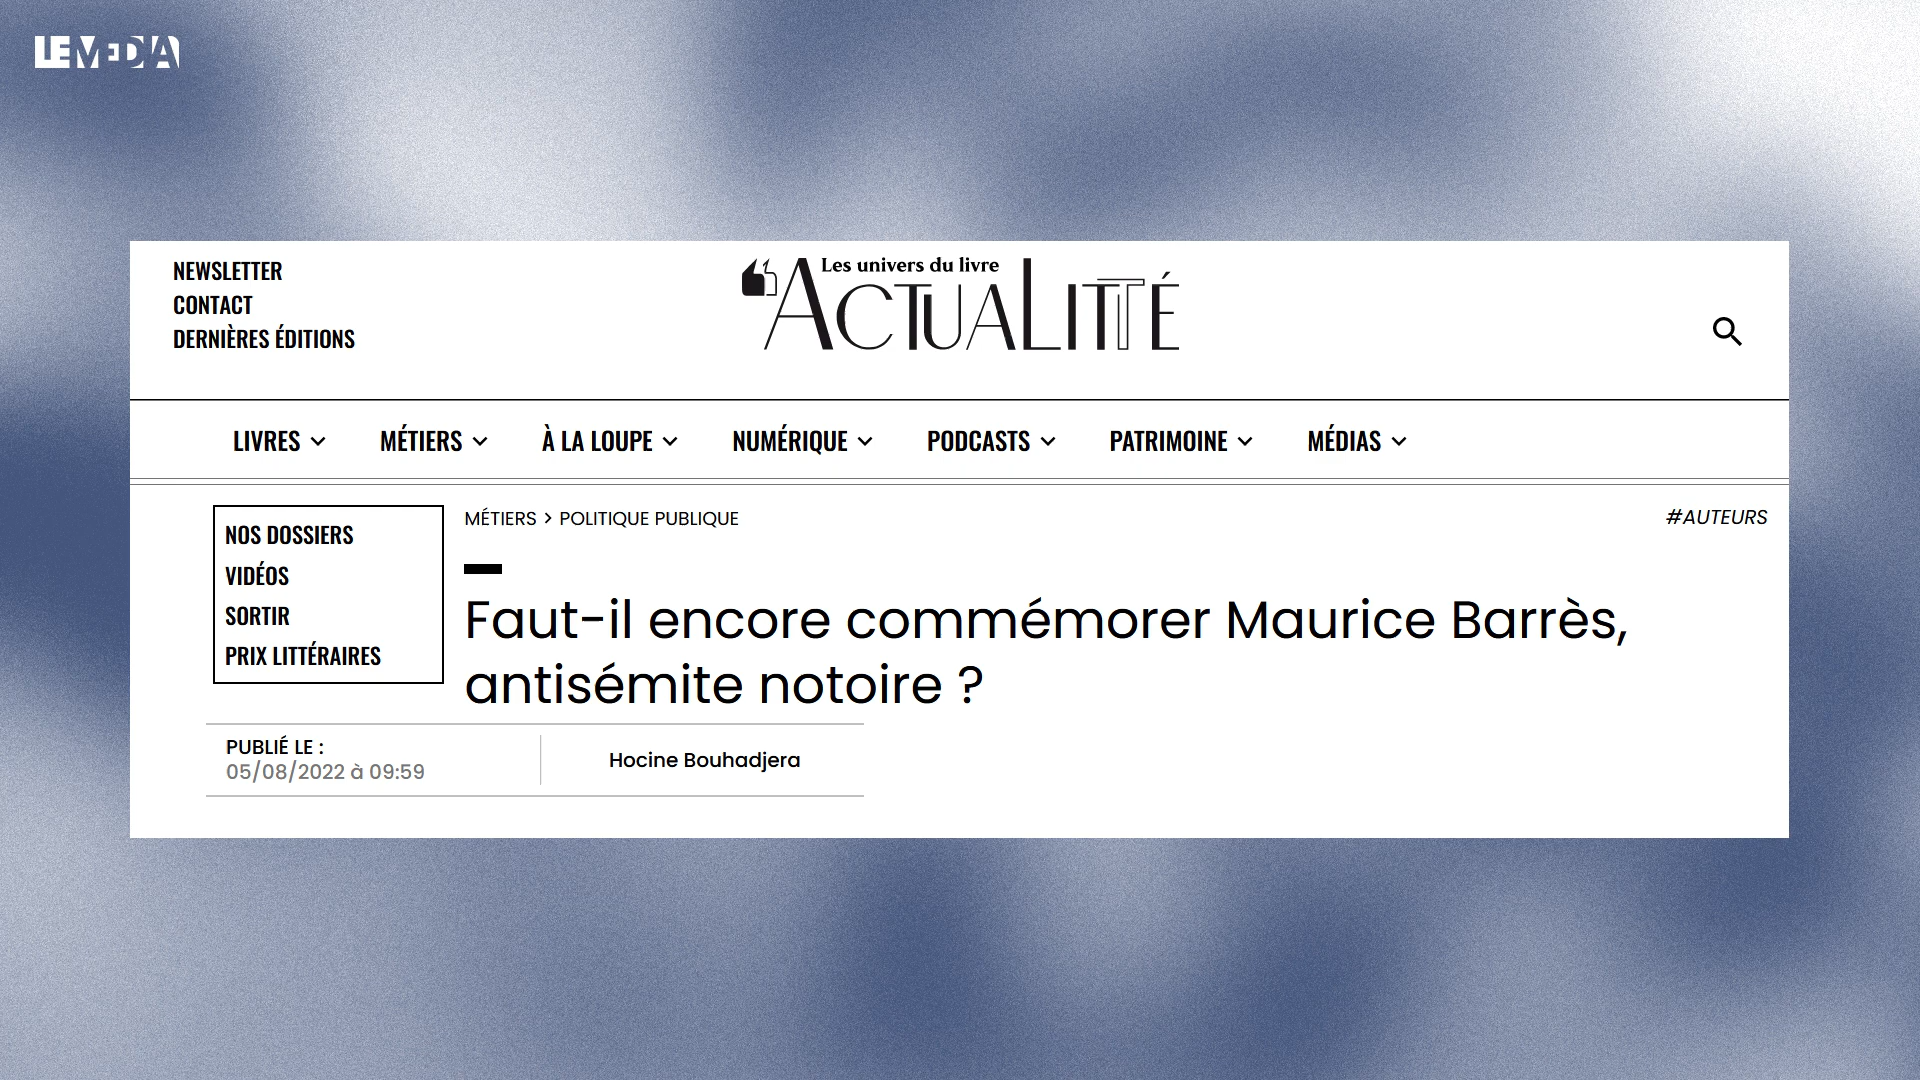 LEMEDIA
NEWSLETTER
CONTACT
DERNIÈRES ÉDITIONS
Les univers du livre
ACTUALITTÉ
LIVRES
MÉTIERS
À LA LOUPE
NUMÉRIQUE
PODCASTS
PATRIMOINE
MÉDIAS
NOS DOSSIERS
VIDÉOS
SORTIR
PRIX LITTÉRAIRES
MÉTIERS > POLITIQUE PUBLIQUE
#AUTEURS
Faut-il encore commémorer Maurice Barrès,
antisémite notoire ?
PUBLIÉ LE :
05/08/2022 à 09:59
Hocine Bouhadjera